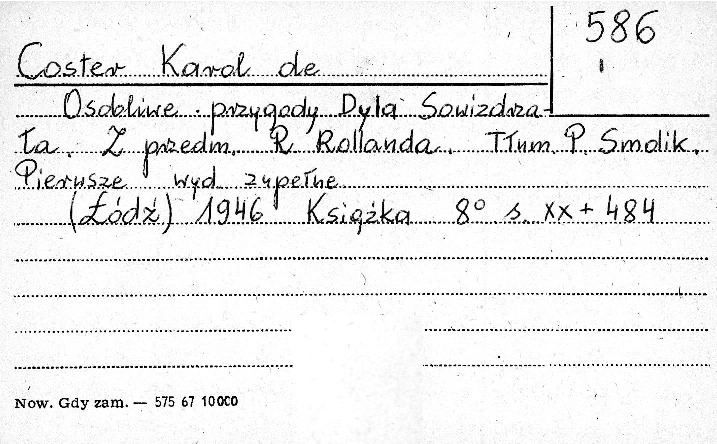 586
I
Coster Karol de
Osobliwe przygody Dyla Sowizdrza-
ła. Z przedm. R. Rollanda. Tłum. P. Smolik.
Pierwsze wyd zupełne
(Łódź) 1946 Książka 8° s. xx + 484
Now. Gdy zam. — 575 67 10000